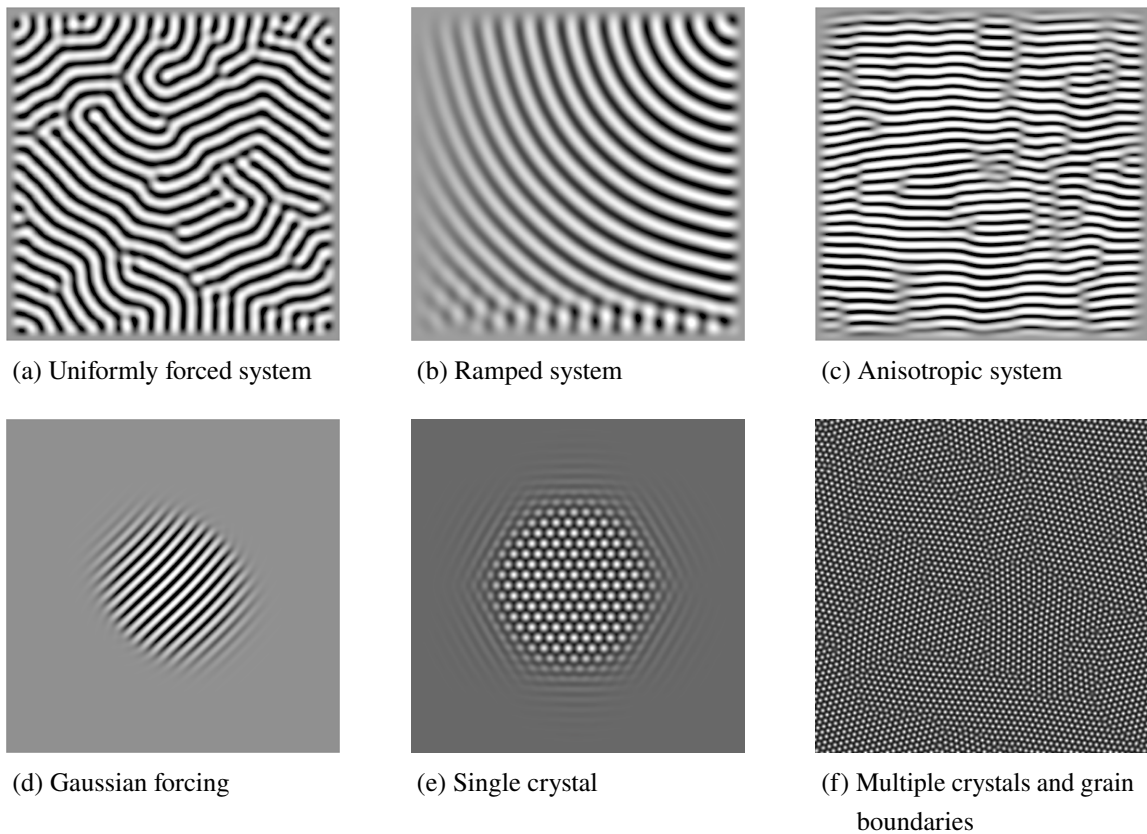 (a) Uniformly forced system
(b) Ramped system
(c) Anisotropic system
(d) Gaussian forcing
(e) Single crystal
(f) Multiple crystals and grain
boundaries